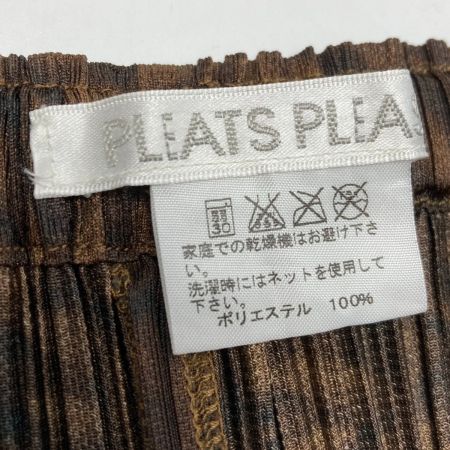 PLEATS PLEAS
弱
30
家庭での乾燥機はお避け下さ
い。
洗濯時にはネットを使用して
下さい。
ポリエステル 100%